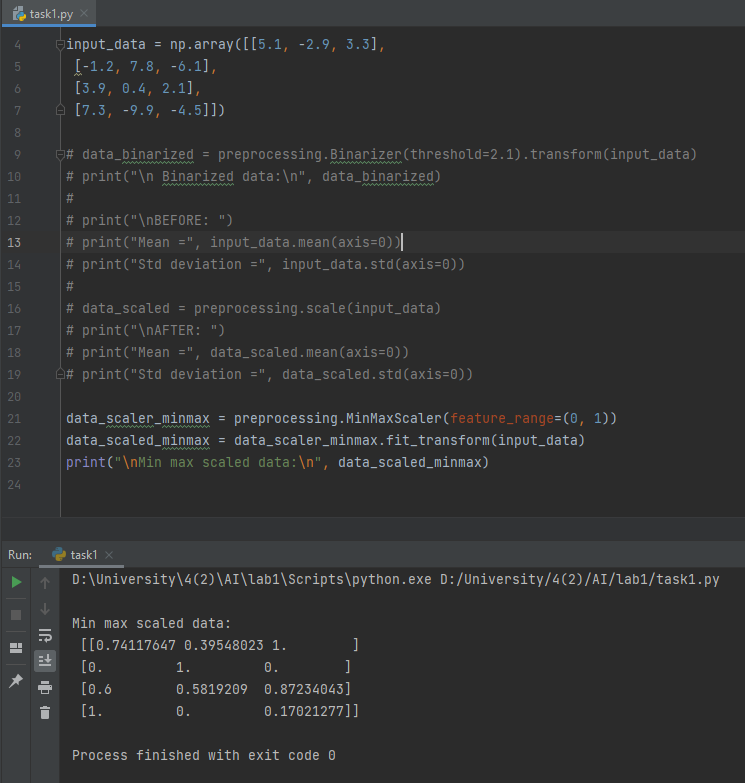 task1.py
4 input_data = np.array([[5.1, -2.9, 3.3],
5 [-1.2, 7.8, -6.1],
6 [3.9, 0.4, 2.1],
7 [7.3, -9.9, -4.5]])
8
9 # data_binarized = preprocessing.Binarizer(threshold=2.1).transform(input_data)
10 # print("\n Binarized data:\n", data_binarized)
11 #
12 # print("\nBEFORE: ")
13 # print("Mean =", input_data.mean(axis=0))
14 # print("Std deviation =", input_data.std(axis=0))
15 #
16 # data_scaled = preprocessing.scale(input_data)
17 # print("\nAFTER: ")
18 # print("Mean =", data_scaled.mean(axis=0))
19 # print("Std deviation =", data_scaled.std(axis=0))
20
21 data_scaler_minmax = preprocessing.MinMaxScaler(feature_range=(0, 1))
22 data_scaled_minmax = data_scaler_minmax.fit_transform(input_data)
23 print("\nMin max scaled data:\n", data_scaled_minmax)
24
Run: task1
D:\University\4(2)\AI\lab1\Scripts\python.exe D:/University/4(2)/AI/lab1/task1.py
Min max scaled data:
[[0.74117647 0.39548023 1.        ]
[0.         1.         0.        ]
[0.6        0.5819209  0.87234043]
[1.         0.         0.17021277]]
Process finished with exit code 0